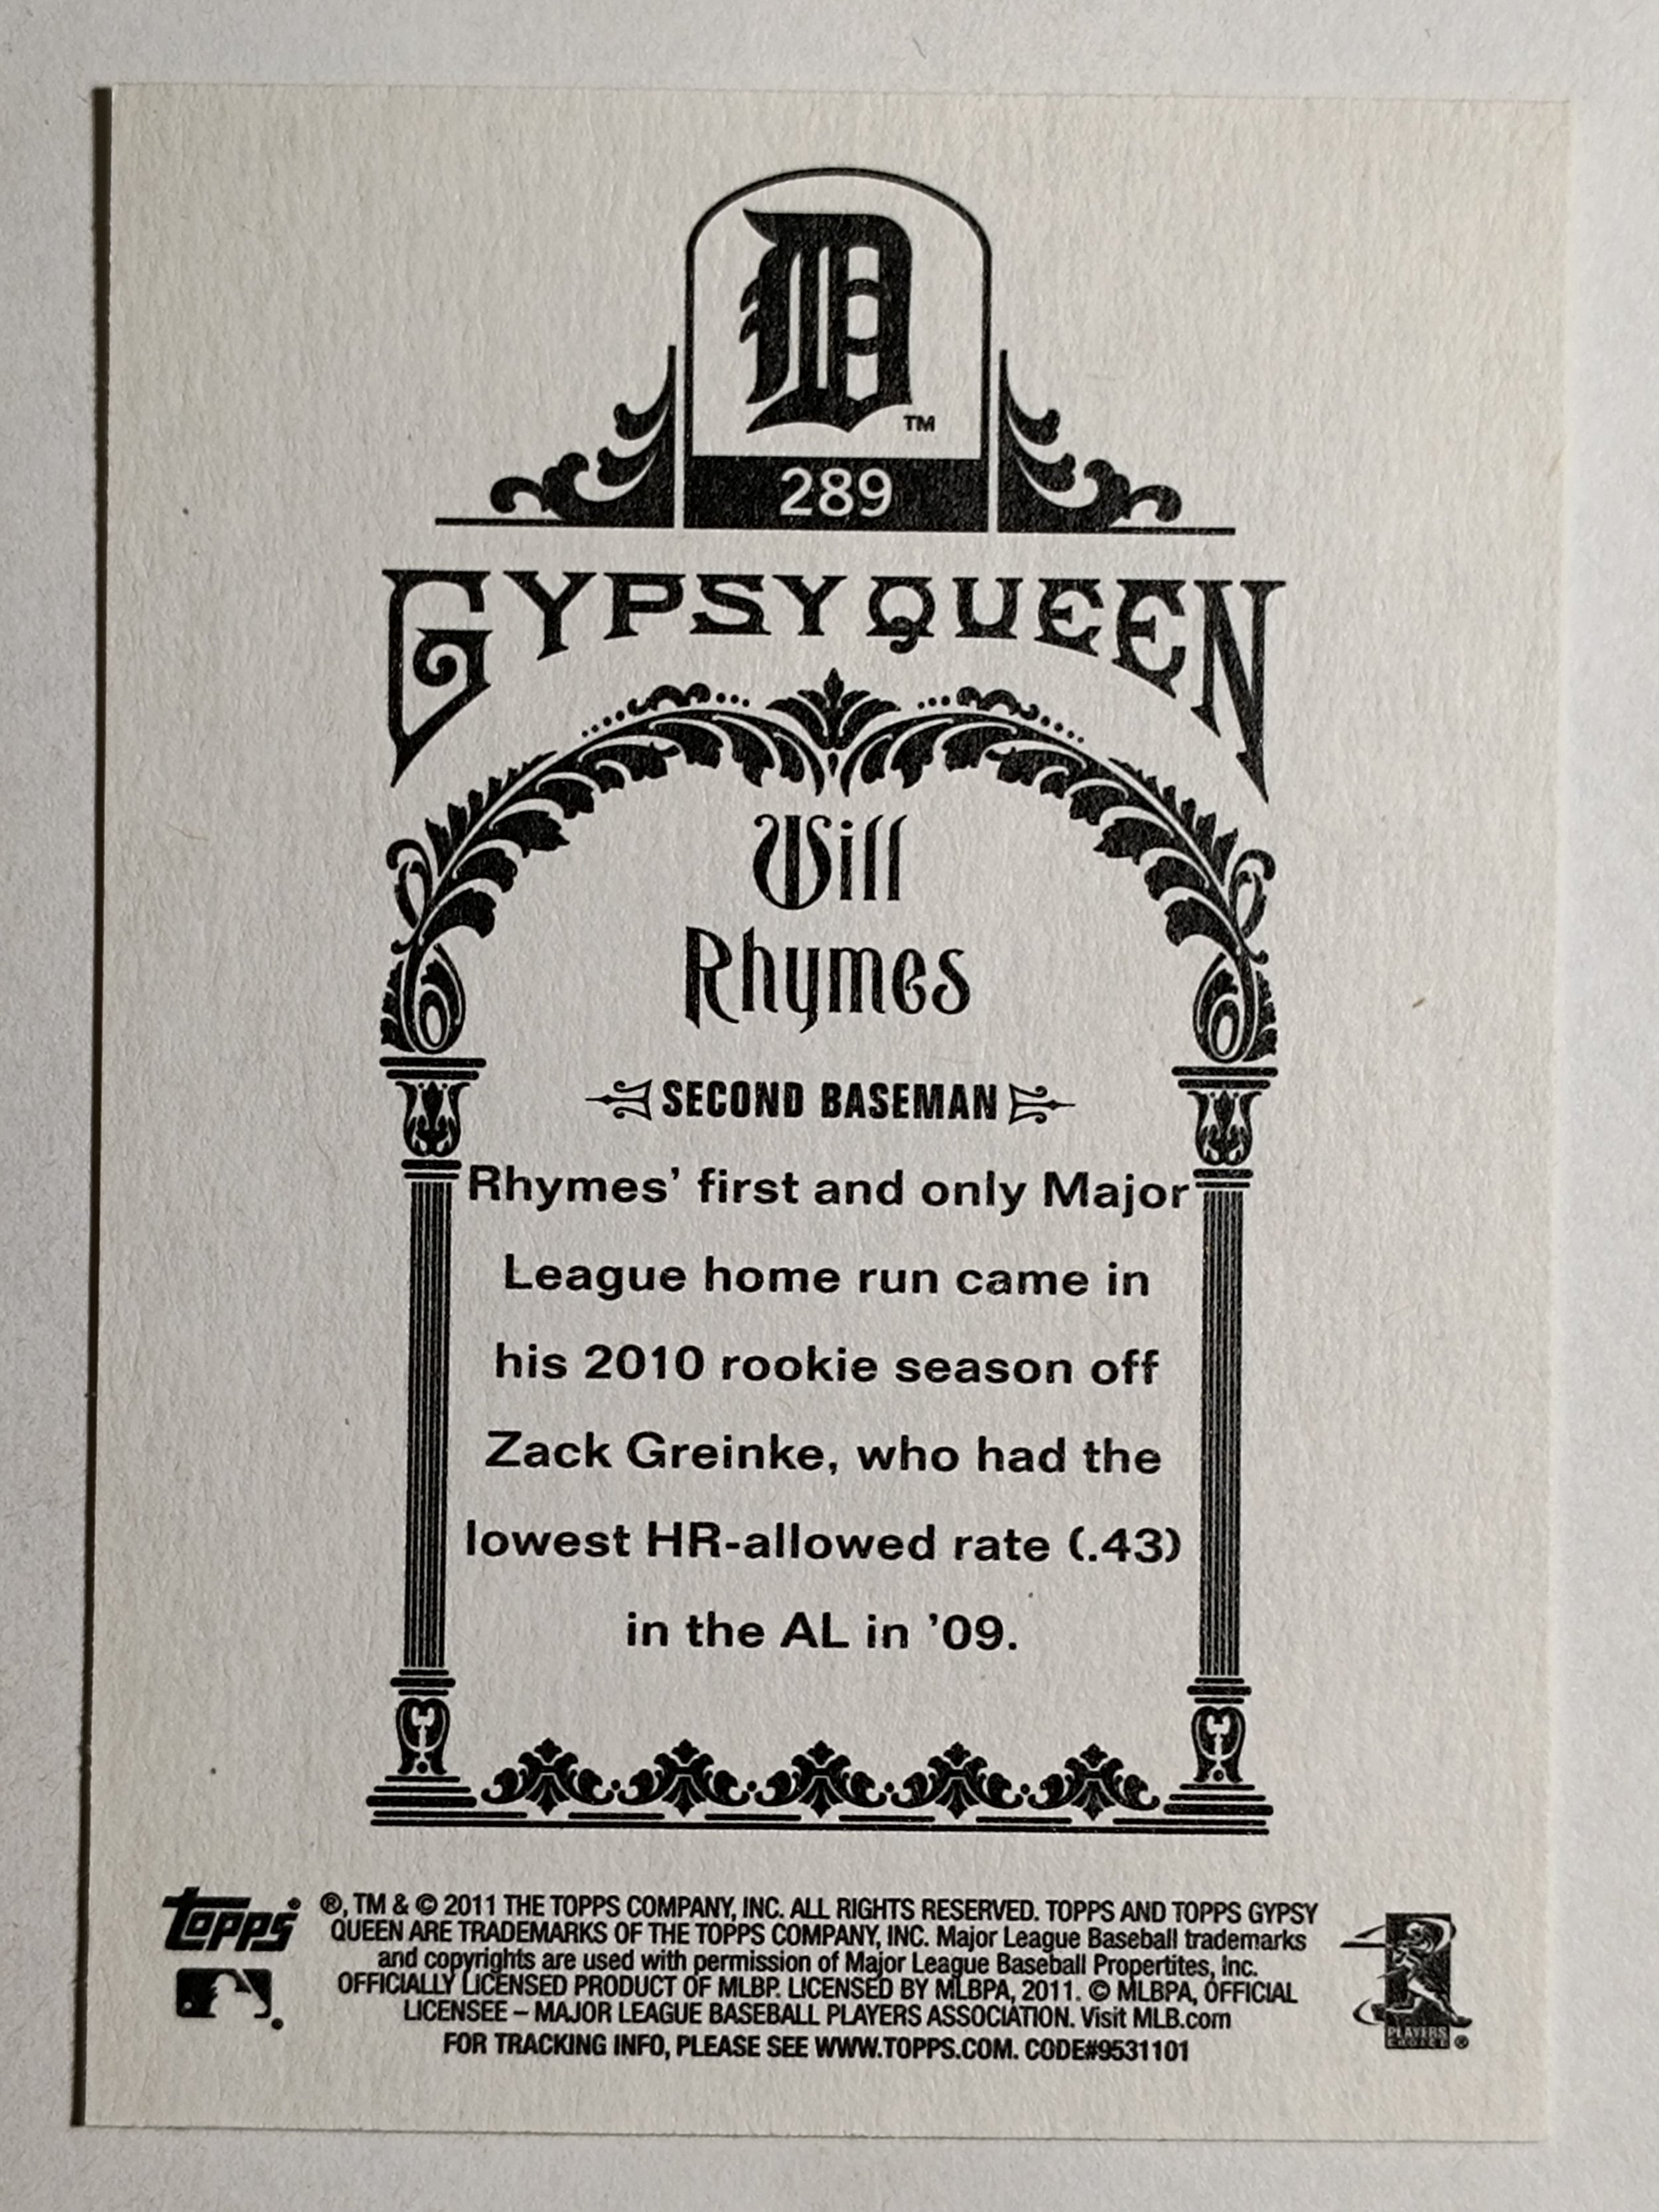 D
TM
289
GYPSY QUEEN
Will
Rhymes
SECOND BASEMAN
Rhymes’ first and only Major
League home run came in
his 2010 rookie season off
Zack Greinke, who had the
lowest HR-allowed rate (.43)
in the AL in ’09.
Topps
®, TM & © 2011 THE TOPPS COMPANY, INC. ALL RIGHTS RESERVED. TOPPS AND TOPPS GYPSY
QUEEN ARE TRADEMARKS OF THE TOPPS COMPANY, INC. Major League Baseball trademarks
and copyrights are used with permission of Major League Baseball Propertites, Inc.
OFFICIALLY LICENSED PRODUCT OF MLBP. LICENSED BY MLBPA, 2011. © MLBPA, OFFICIAL
LICENSEE – MAJOR LEAGUE BASEBALL PLAYERS ASSOCIATION. Visit MLB.com
FOR TRACKING INFO, PLEASE SEE WWW.TOPPS.COM. CODE#9531101
PLAYERS
CHOICE ®